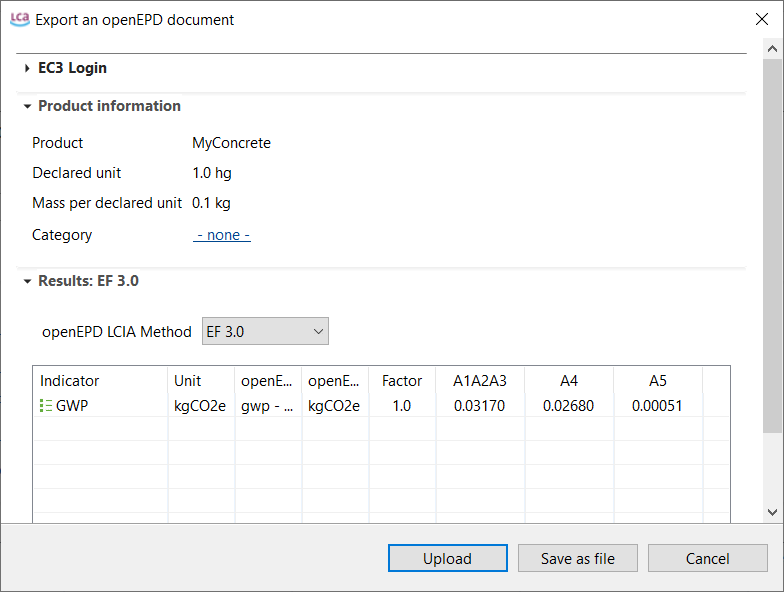 LCA Export an openEPD document
EC3 Login
Product information
Product MyConcrete
Declared unit 1.0 hg
Mass per declared unit 0.1 kg
Category - none -
Results: EF 3.0
openEPD LCIA Method EF 3.0
Indicator Unit openE... openE... Factor A1A2A3 A4 A5
GWP kgCO2e gwp - ... kgCO2e 1.0 0.03170 0.02680 0.00051
Upload Save as file Cancel